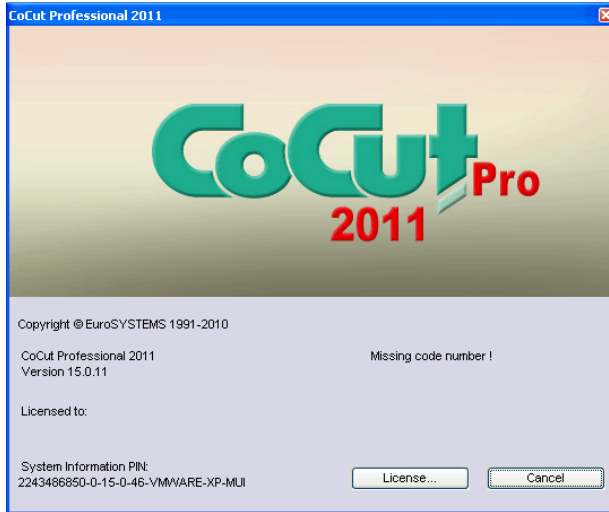 CoCut Professional 2011
CoCut Pro
2011
Copyright © EuroSYSTEMS 1991-2010
CoCut Professional 2011
Missing code number !
Version 15.0.11
Licensed to:
System Information PIN:
2243486850-0-15-0-46-VMWARE-XP-MUI
License...
Cancel